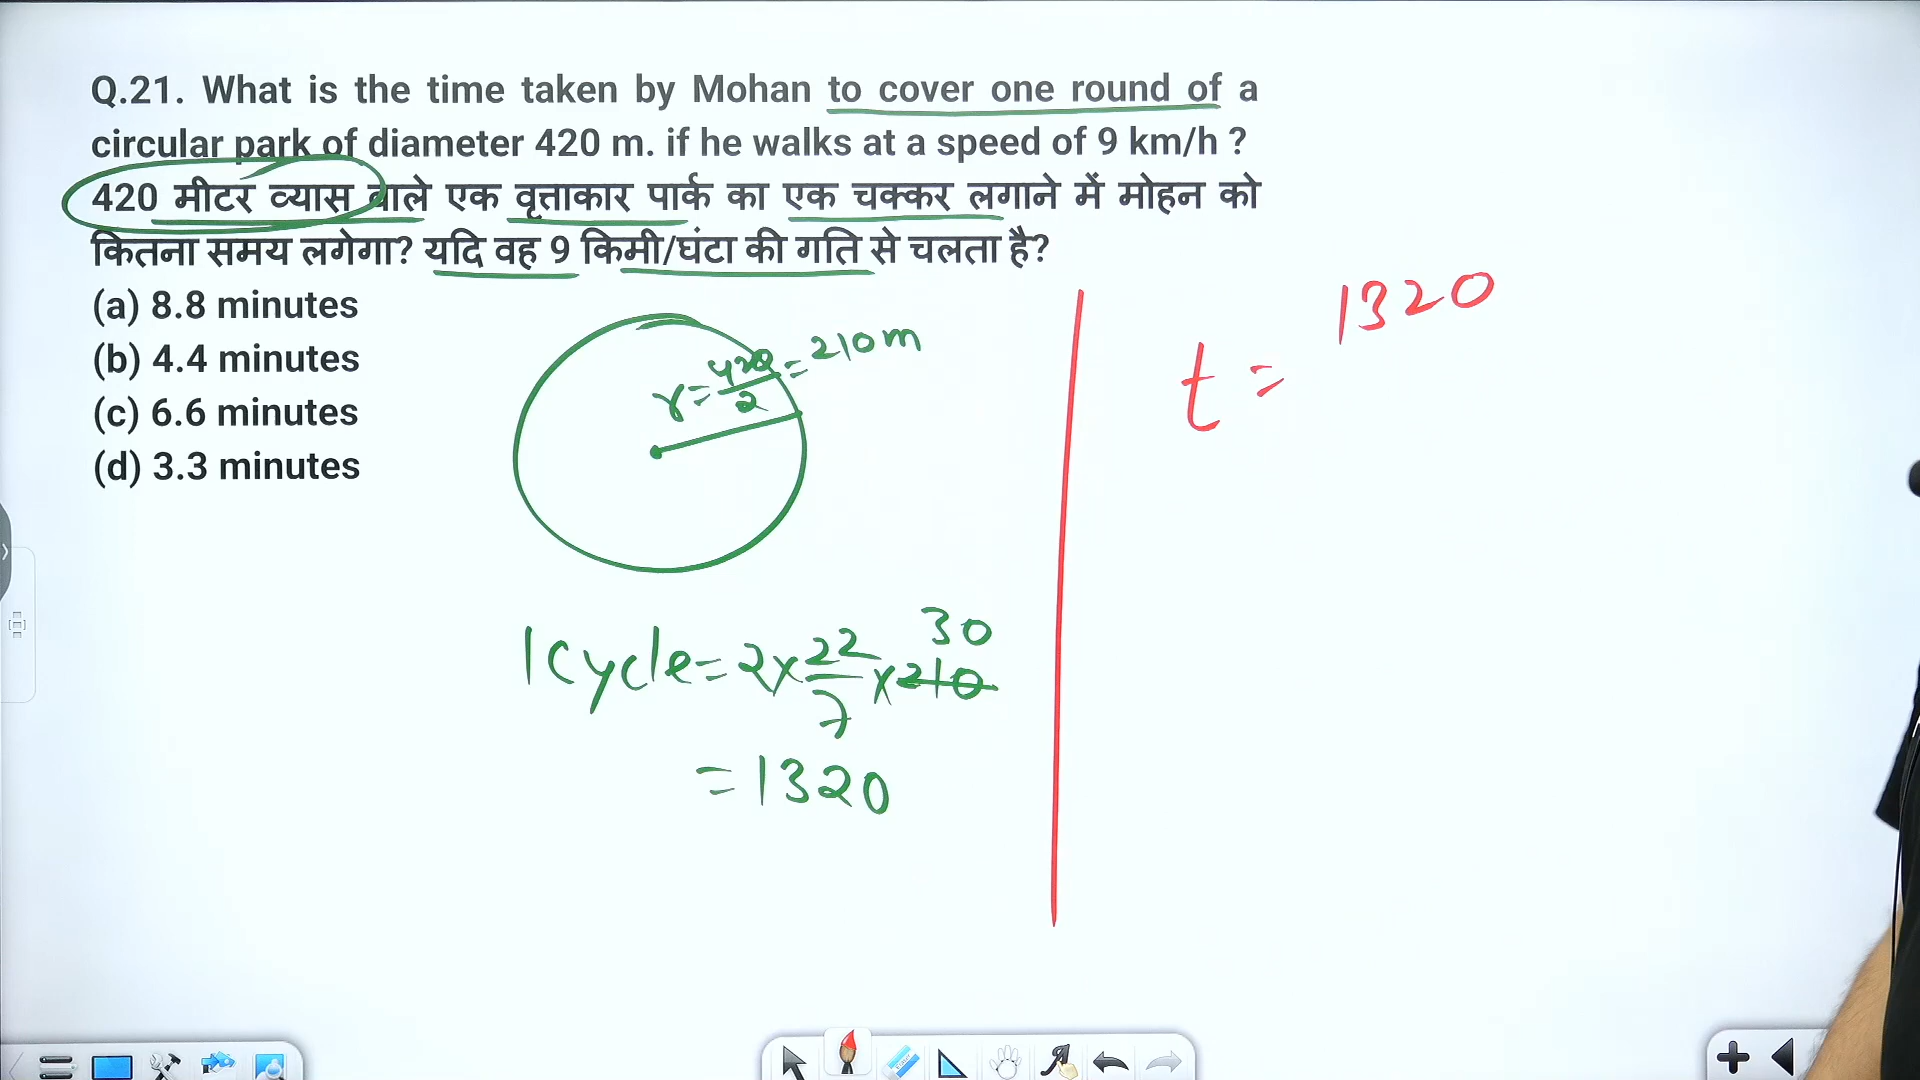 Q.21. What is the time taken by Mohan to cover one round of a
circular park of diameter 420 m. if he walks at a speed of 9 km/h ?
420 मीटर व्यास वाले एक वृत्ताकार पार्क का एक चक्कर लगाने में मोहन को
कितना समय लगेगा? यदि वह 9 किमी/घंटा की गति से चलता है?
(a) 8.8 minutes
(b) 4.4 minutes
(c) 6.6 minutes
(d) 3.3 minutes
r = 420/2 = 210 m
1 Cycle = 2 x 22/7 x 210 30
= 1320
t = 1320